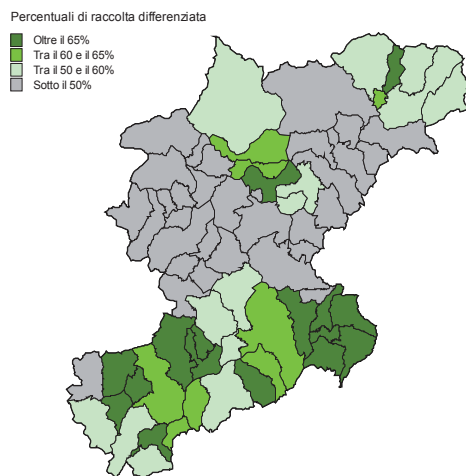 Percentuali di raccolta differenziata
Oltre il 65%
Tra il 60 e il 65%
Tra il 50 e il 60%
Sotto il 50%